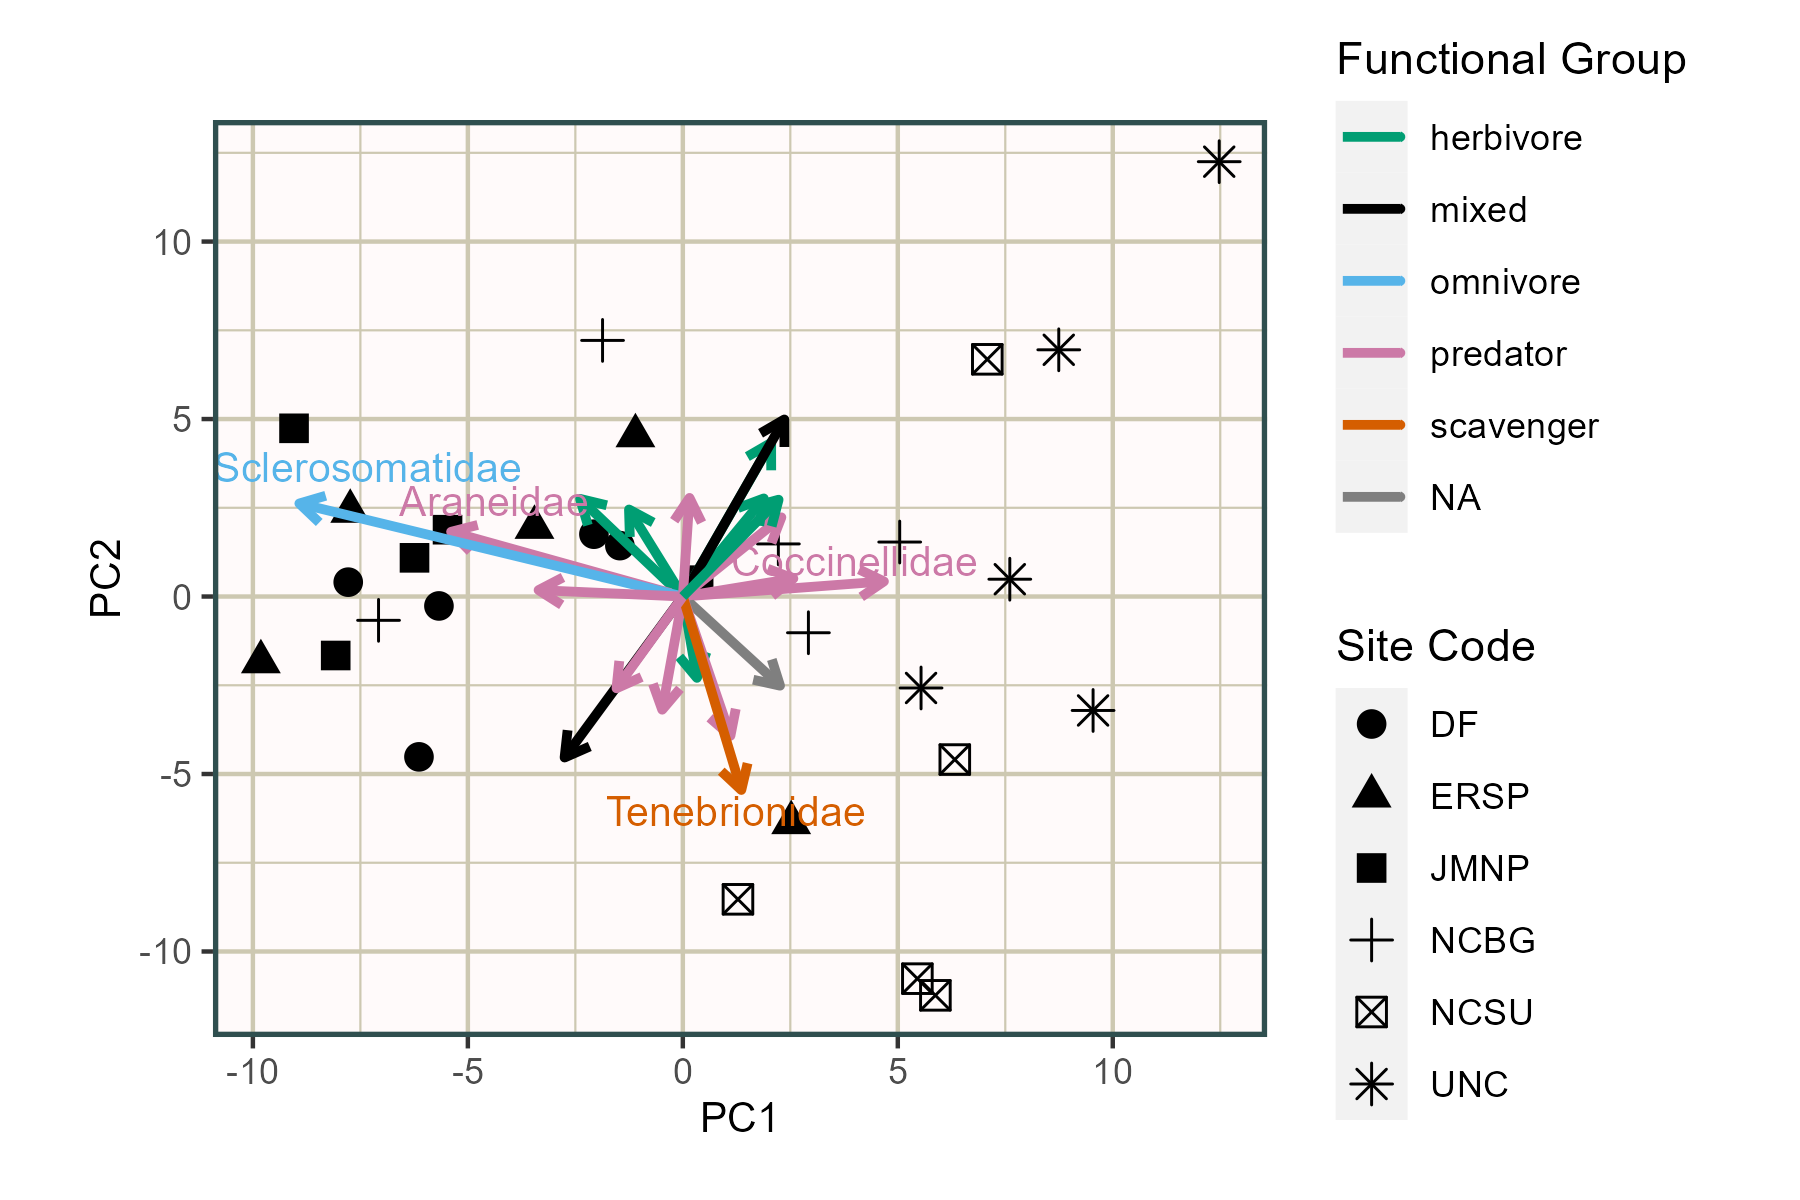 Functional Group
herbivore
mixed
omnivore
predator
scavenger
NA
Site Code
DF
ERSP
JMNP
NCBG
NCSU
UNC
PC2
10
5
0
-5
-10
Sclerosomatidae
Araneidae
Coccinellidae
Tenebrionidae
-10
-5
0
5
10
PC1